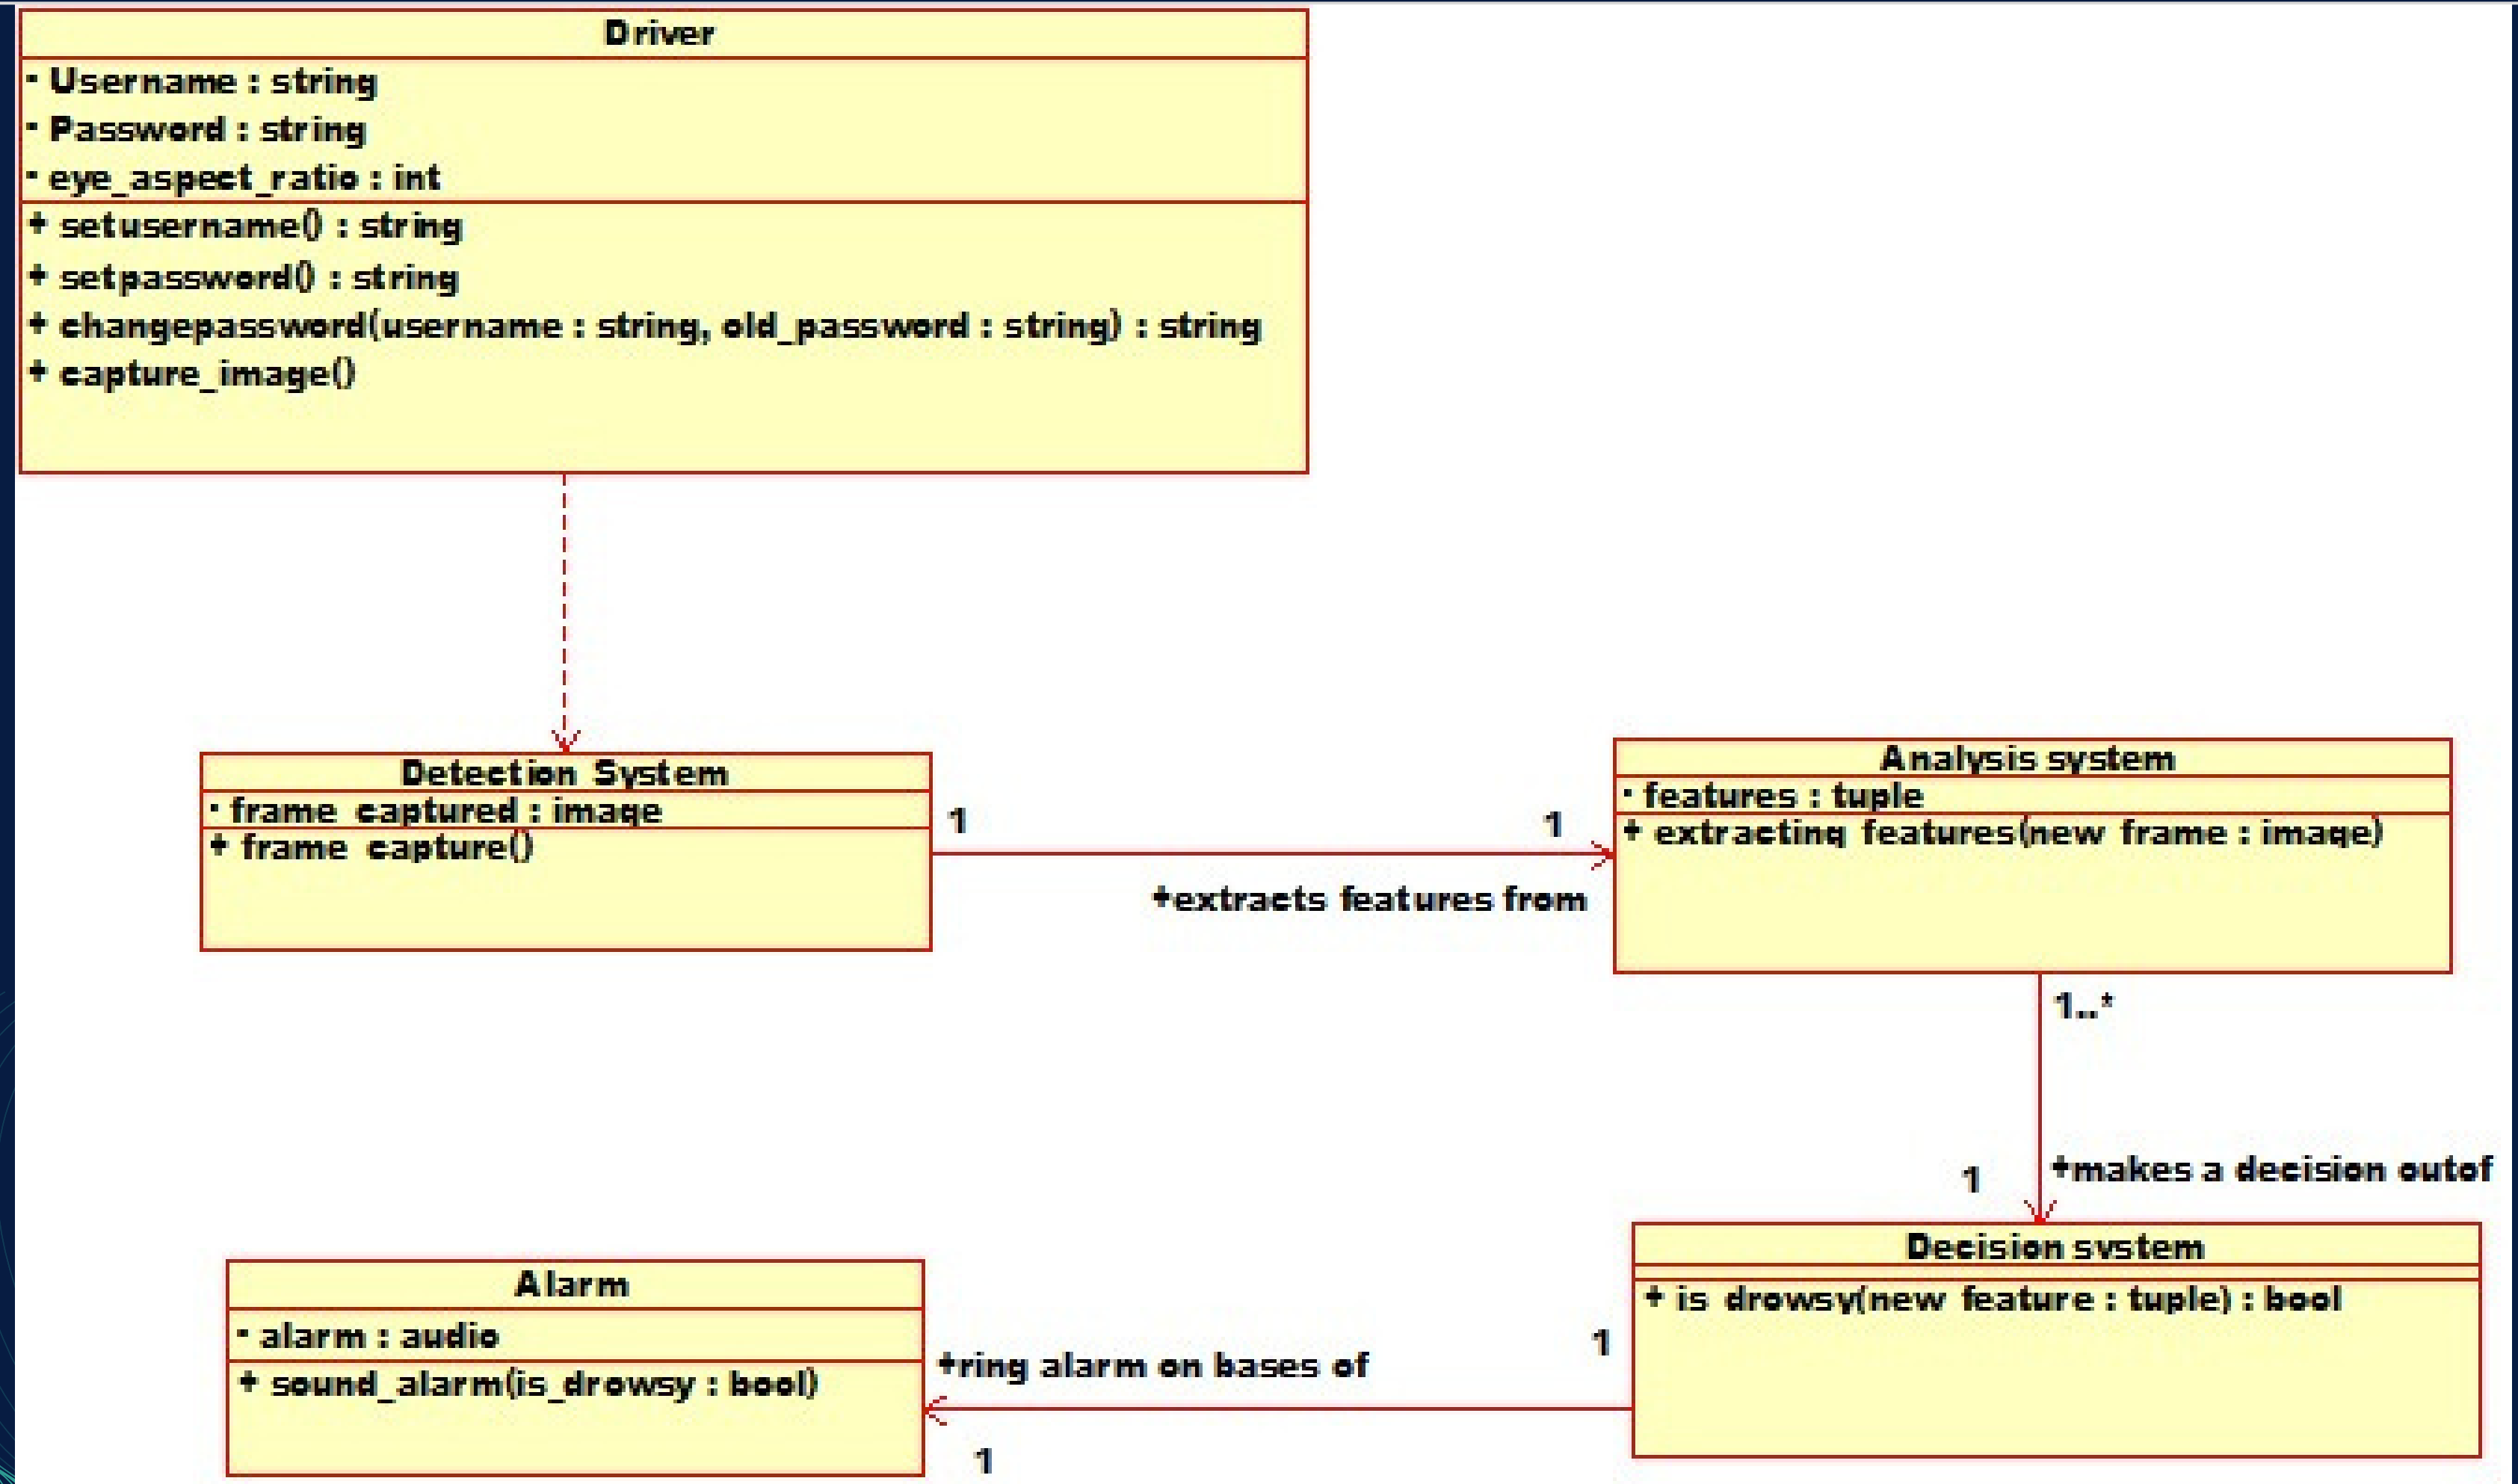 Driver
- Username : string
- Password : string
- eye_aspect_ratio : int
+ setusername() : string
+ setpassword() : string
+ changepassword(username : string, old_password : string) : string
+ capture_image()
Detection System
- frame_captured : image
+ frame_capture()
1
1
+extracts features from
Analysis system
- features : tuple
+ extracting_features(new_frame : image)
1..*
1
+makes a decision outof
Decision system
+ is_drowsy(new_feature : tuple) : bool
1
+ring alarm on bases of
1
Alarm
- alarm : audio
+ sound_alarm(is_drowsy : bool)